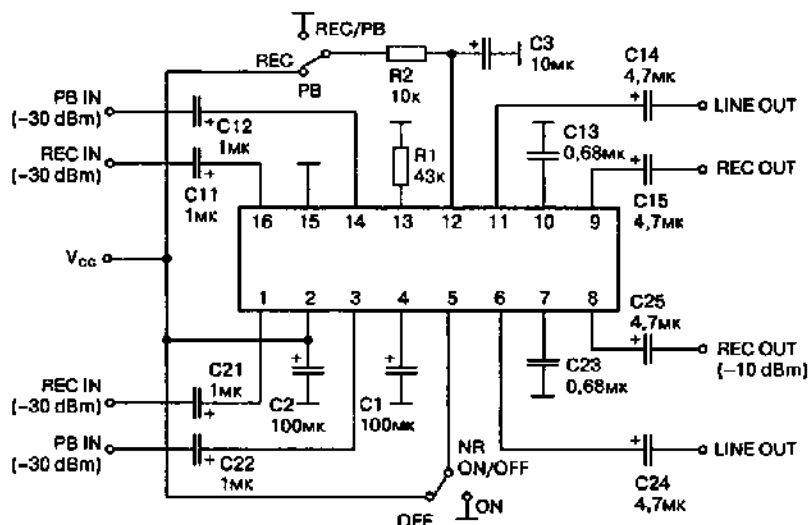 REC/PB
REC
PB
R2
10к
C3
10мк
C14
4,7мк
PB IN
(–30 dBm)
C12
1мк
LINE OUT
REC IN
(–30 dBm)
C11
1мк
R1
43к
C13
0,68мк
REC OUT
C15
4,7мк
16 15 14 13 12 11 10 9
Vcc
1 2 3 4 5 6 7 8
C25
4,7мк
REC OUT
(–10 dBm)
C23
0,68мк
REC IN
(–30 dBm)
C21
1мк
C2
100мк
C1
100мк
PB IN
(–30 dBm)
C22
1мк
NR
ON/OFF
LINE OUT
C24
4,7мк
OFF
ON